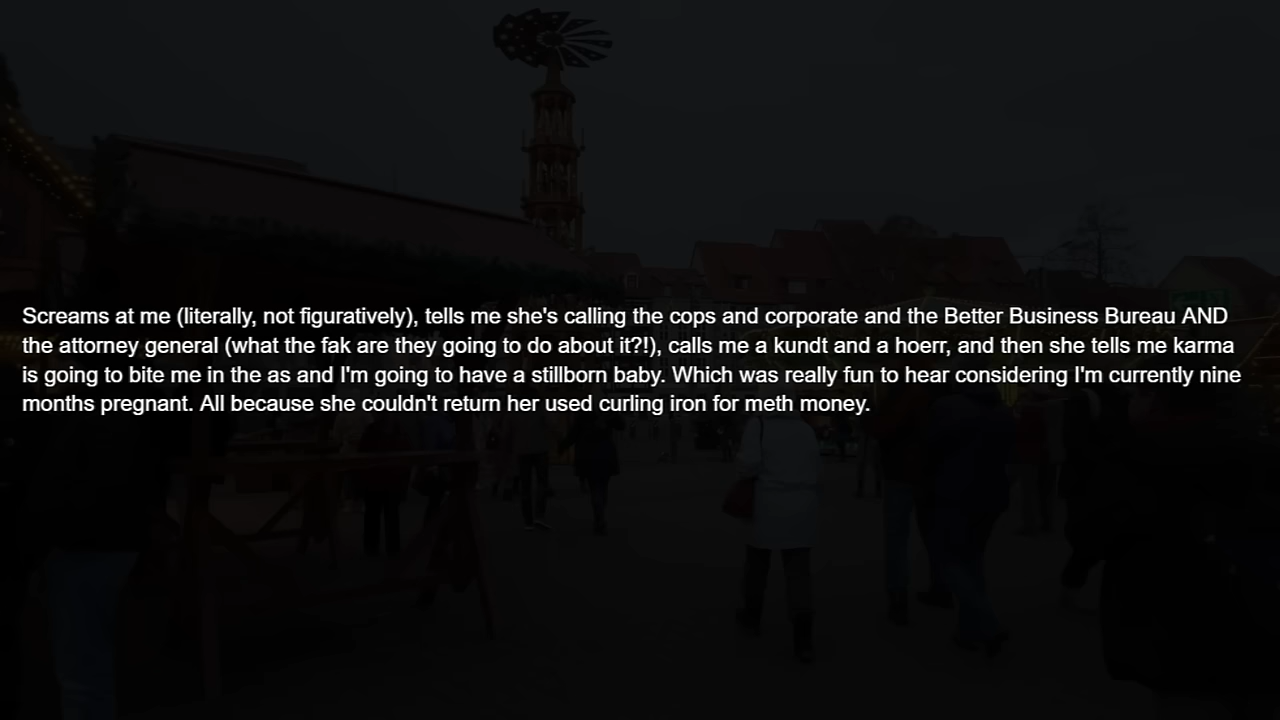 Screams at me (literally, not figuratively), tells me she's calling the cops and corporate and the Better Business Bureau AND
the attorney general (what the fak are they going to do about it?!), calls me a kundt and a hoerr, and then she tells me karma
is going to bite me in the as and I'm going to have a stillborn baby. Which was really fun to hear considering I'm currently nine
months pregnant. All because she couldn't return her used curling iron for meth money.